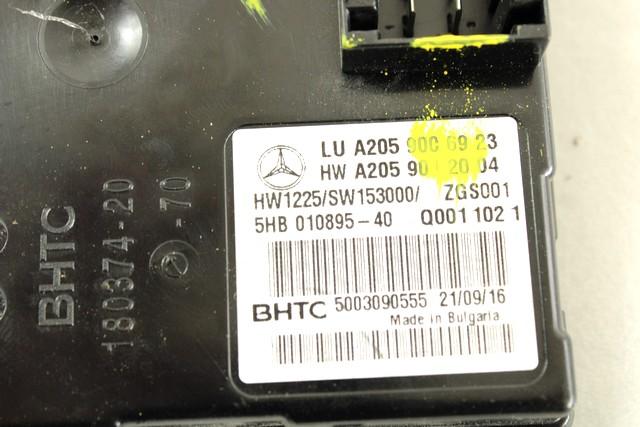 LU A205 900 69 23
HW A205 90 20 04
HW1225/SW153000/ ZGS001
5HB 010895-40 Q001 102 1
BHTC 5003090555 21/09/16
Made in Bulgaria
BHTC
180374-20
-70